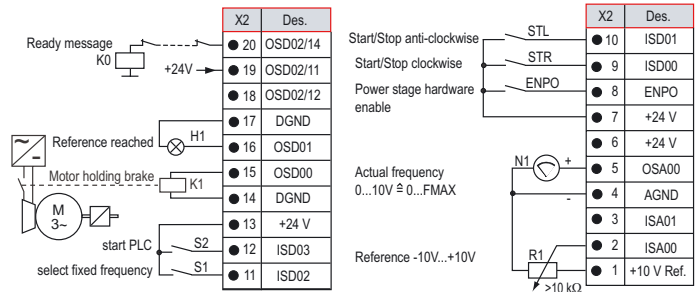 X2 Des.
Ready message
K0
20 OSD02/14
+24V 19 OSD02/11
18 OSD02/12
17 DGND
Reference reached H1
16 OSD01
~
-
15 OSD00
Motor holding brake K1
14 DGND
M
3~
13 +24 V
start PLC S2 12 ISD03
select fixed frequency S1 11 ISD02
X2 Des.
Start/Stop anti-clockwise STL 10 ISD01
Start/Stop clockwise STR 9 ISD00
Power stage hardware
enable
ENPO 8 ENPO
7 +24 V
6 +24 V
N1 + 5 OSA00
Actual frequency
0...10V ≙ 0...FMAX
- 4 AGND
3 ISA01
2 ISA00
Reference -10V...+10V
R1 1 +10 V Ref.
>10 kΩ